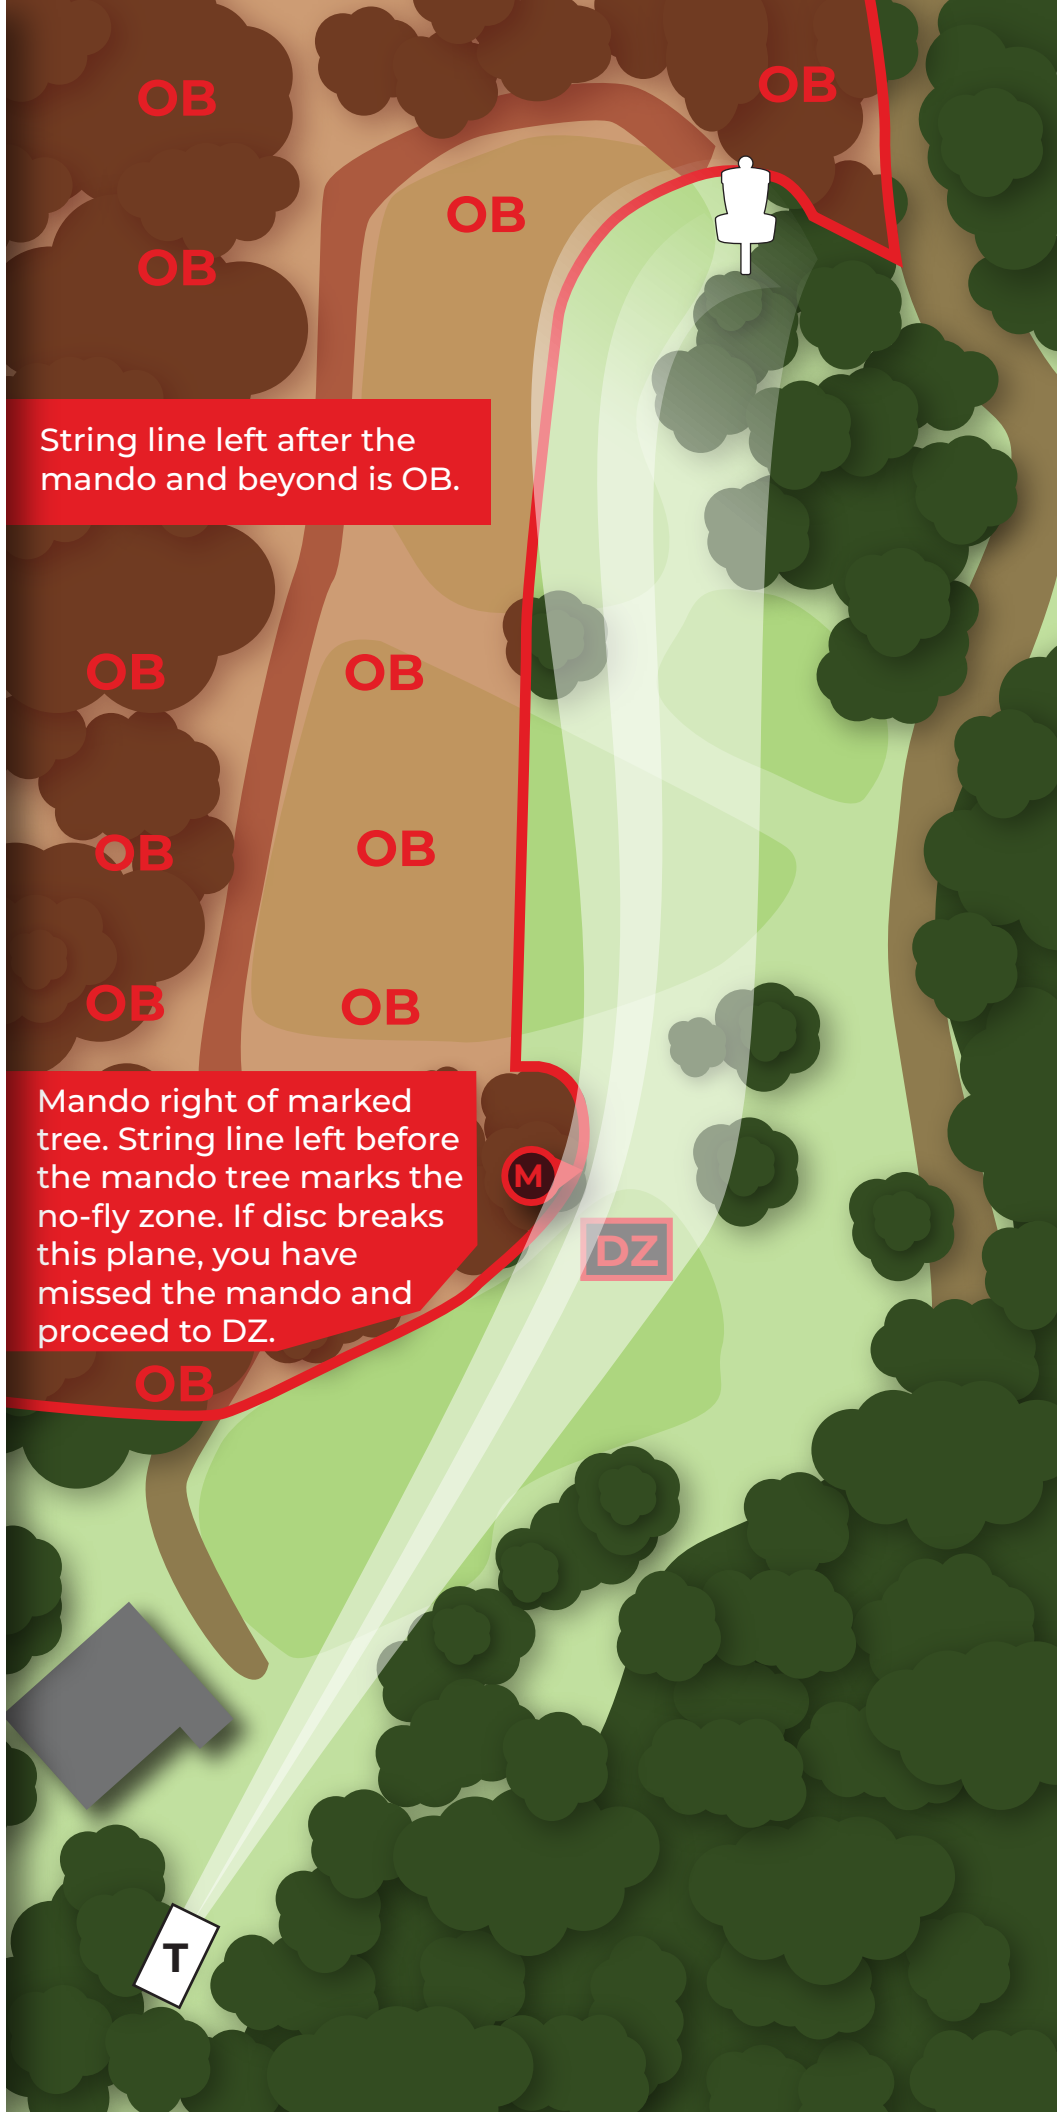 OB
OB
OB
OB
String line left after the
mando and beyond is OB.
OB
OB
OB
OB
OB
OB
Mando right of marked
tree. String line left before
the mando tree marks the
no-fly zone. If disc breaks
this plane, you have
missed the mando and
proceed to DZ.
M
DZ
OB
T